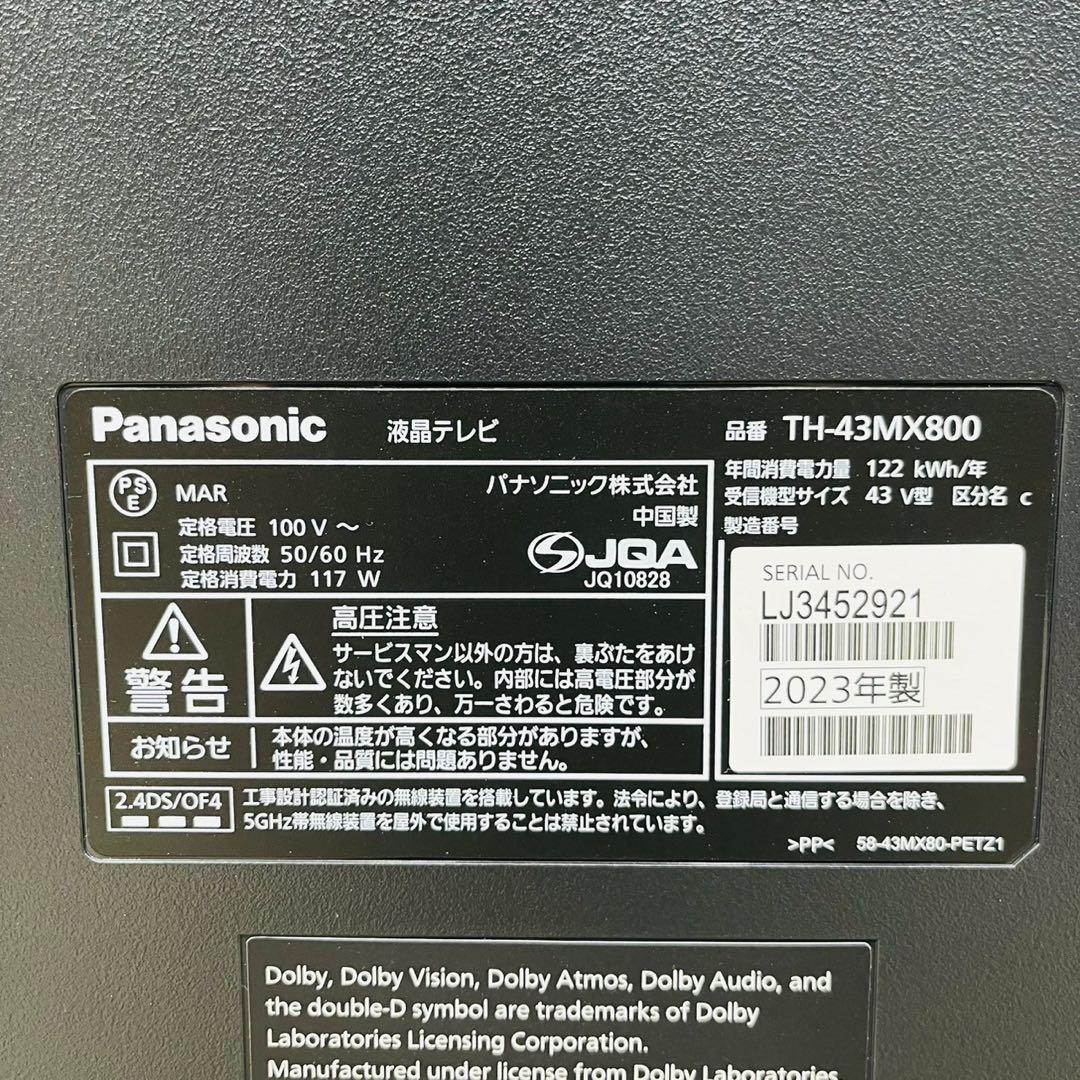 Panasonic 液晶テレビ 品番 TH-43MX800
PSE MAR
定格電圧 100 V ～
定格周波数 50/60 Hz
定格消費電力 117 W
パナソニック株式会社
中国製
JQA
JQ10828
年間消費電力量 122 kWh/年
受信機型サイズ 43 V型 区分名 c
製造番号
SERIAL NO.
LJ3452921
2023年製
警告
高圧注意
サービスマン以外の方は、裏ぶたをあけ
ないでください。内部には高電圧部分が
数多くあり、万一さわると危険です。
お知らせ
本体の温度が高くなる部分がありますが、
性能・品質には問題ありません。
2.4DS/OF4
工事設計認証済みの無線装置を搭載しています。法令により、登録局と通信する場合を除き、
5GHz帯無線装置を屋外で使用することは禁止されています。
>PP< 58-43MX80-PETZ1
Dolby, Dolby Vision, Dolby Atmos, Dolby Audio, and
the double-D symbol are trademarks of Dolby
Laboratories Licensing Corporation.
Manufactured under license from Dolby Laboratories